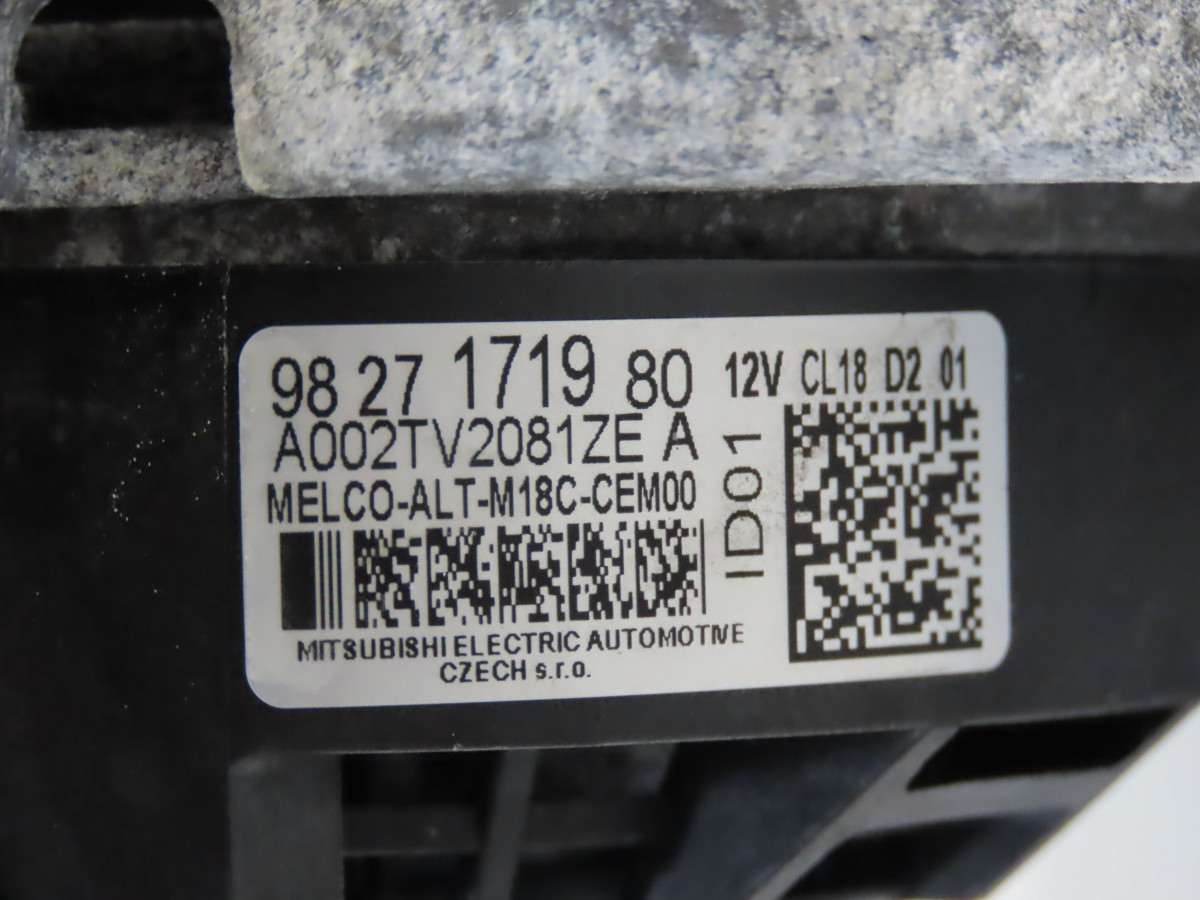 98 27 1719 80 12V CL18 D2 01
A002TV2081ZE A
ID01
MELCO-ALT-M18C-CEM00
MITSUBISHI ELECTRIC AUTOMOTIVE
CZECH s.r.o.